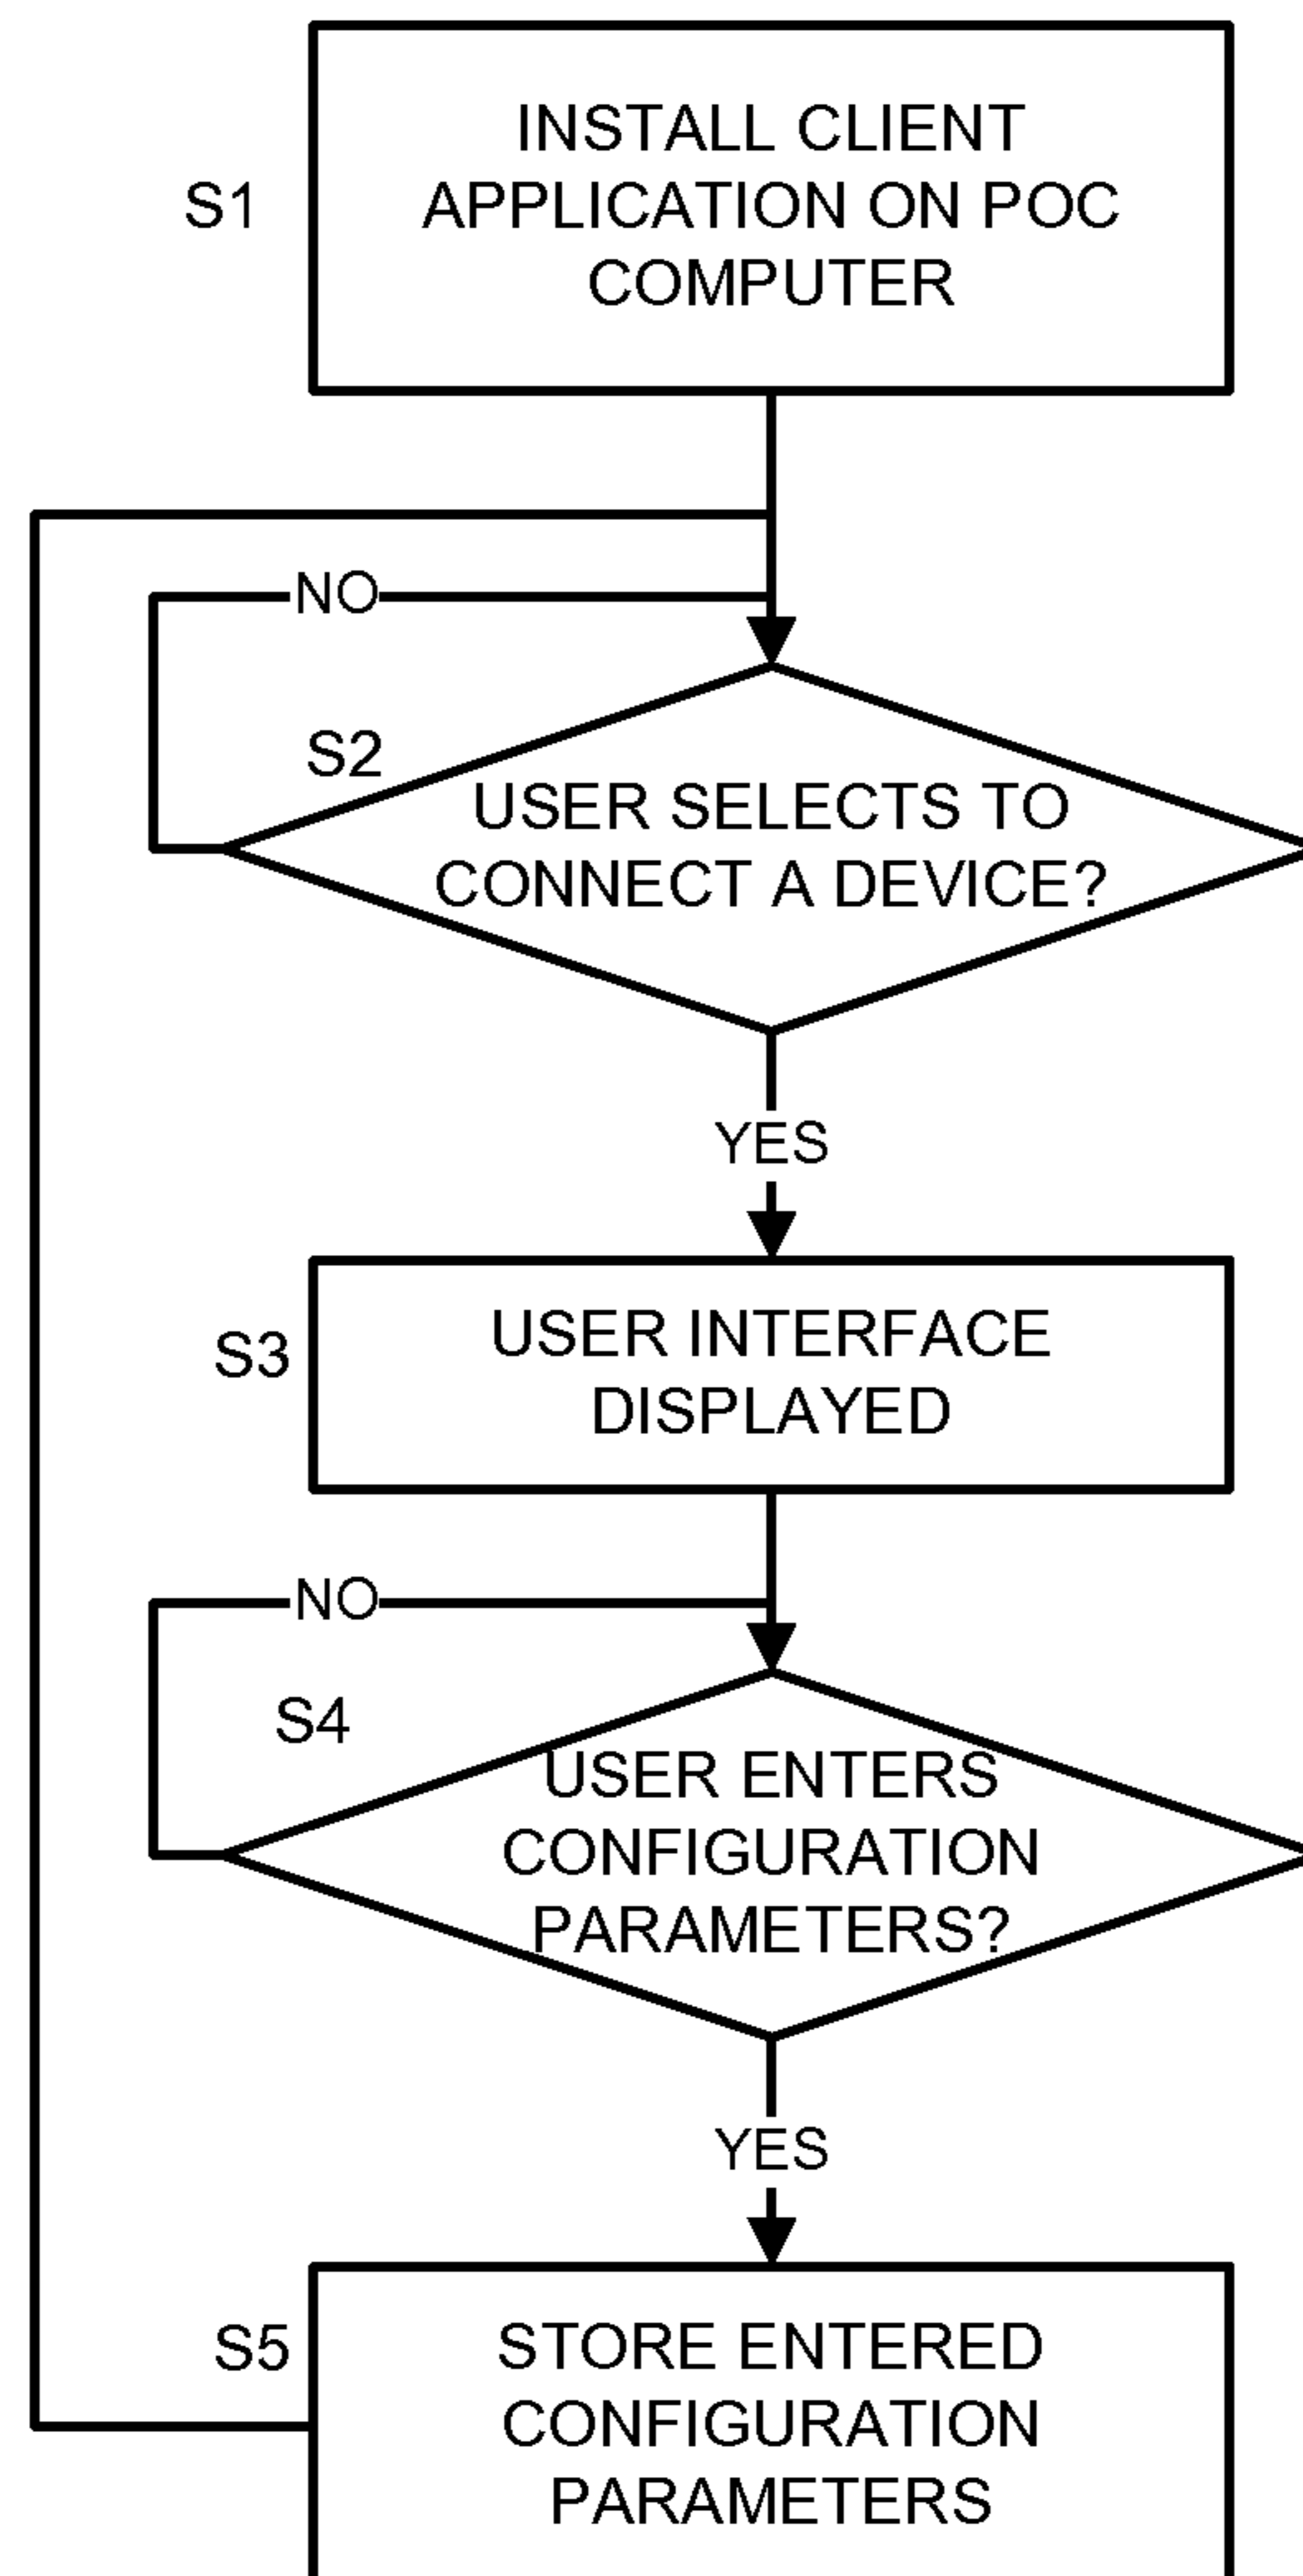 INSTALL CLIENT
APPLICATION ON POC
COMPUTER
S1
NO
S2
USER SELECTS TO
CONNECT A DEVICE?
YES
S3
USER INTERFACE
DISPLAYED
NO
S4
USER ENTERS
CONFIGURATION
PARAMETERS?
YES
S5
STORE ENTERED
CONFIGURATION
PARAMETERS